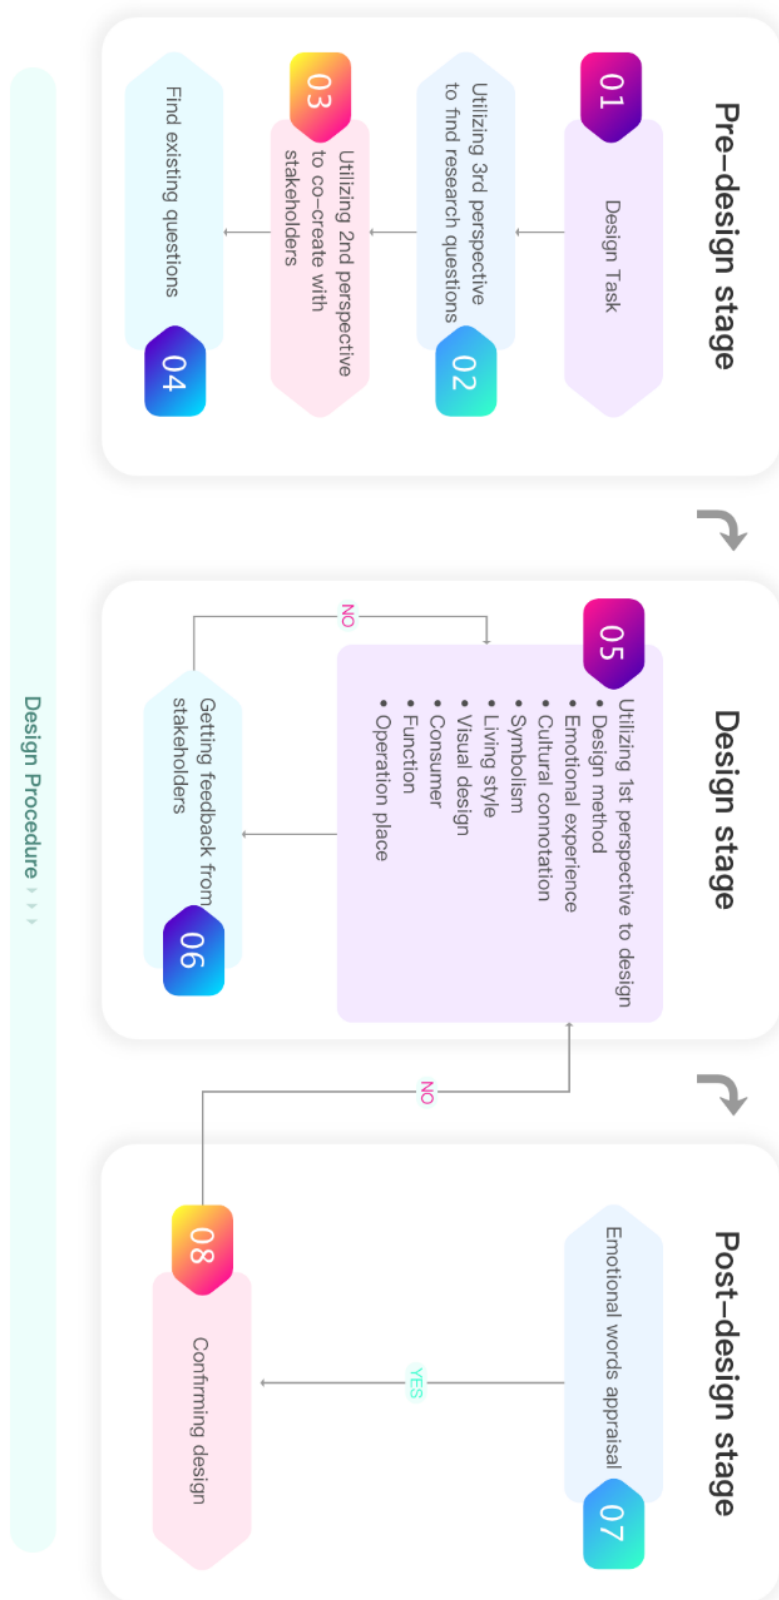 Pre-design stage
01
Design Task
Utilizing 3rd perspective
to find research questions
02
03
Utilizing 2nd perspective
to co-create with
stakeholders
Find existing questions
04
Design stage
05
Utilizing 1st perspective to design
• Design method
• Emotional experience
• Cultural connotation
• Symbolism
• Living style
• Visual design
• Consumer
• Function
• Operation place
NO
Getting feedback from
stakeholders
06
NO
Post-design stage
Emotional words appraisal
07
YES
08
Confirming design
Design Procedure